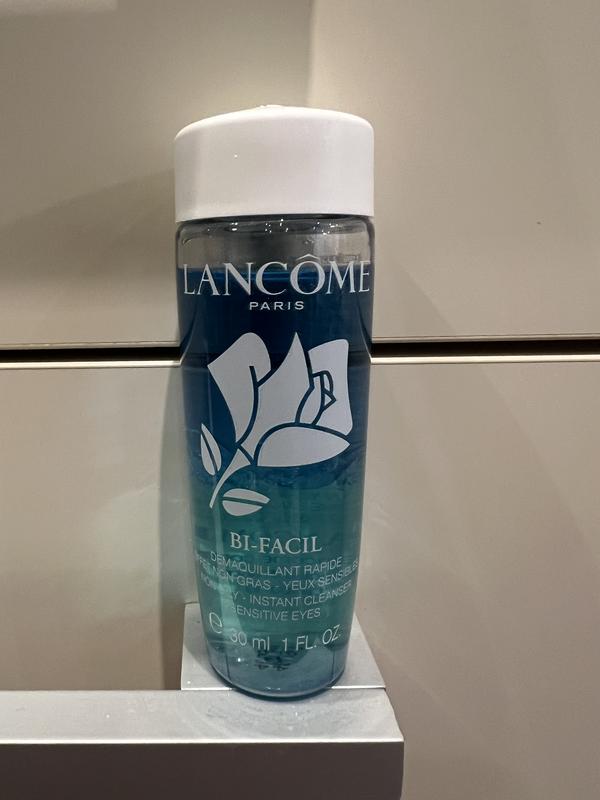 LANCÔME
PARIS
BI-FACIL
DÉMAQUILLANT RAPIDE
NON GRAS - YEUX SENSIBLES
- INSTANT CLEANSER
SENSITIVE EYES
e 30 ml 1 FL. OZ.